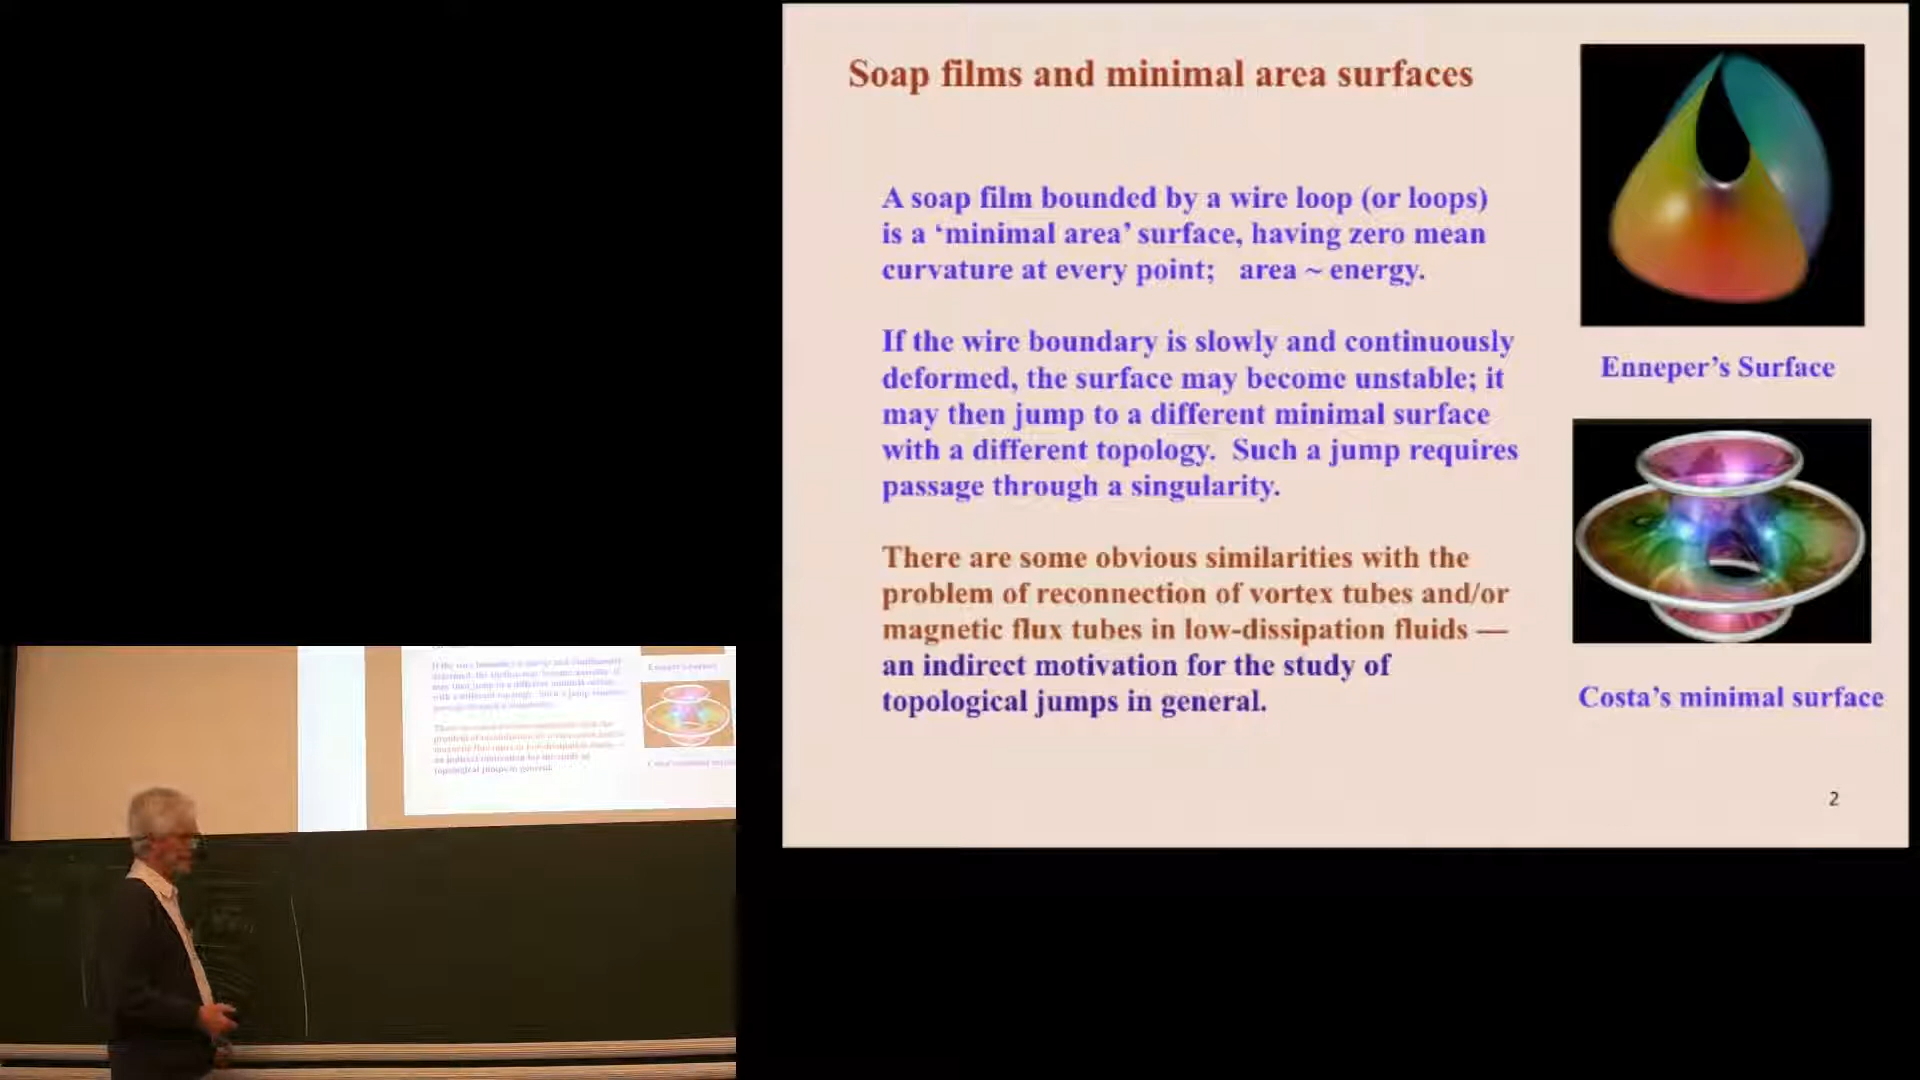 Soap films and minimal area surfaces
A soap film bounded by a wire loop (or loops)
is a ‘minimal area’ surface, having zero mean
curvature at every point; area ~ energy.
If the wire boundary is slowly and continuously
deformed, the surface may become unstable; it
may then jump to a different minimal surface
with a different topology. Such a jump requires
passage through a singularity.
There are some obvious similarities with the
problem of reconnection of vortex tubes and/or
magnetic flux tubes in low-dissipation fluids —
an indirect motivation for the study of
topological jumps in general.
Enneper’s Surface
Costa’s minimal surface
2